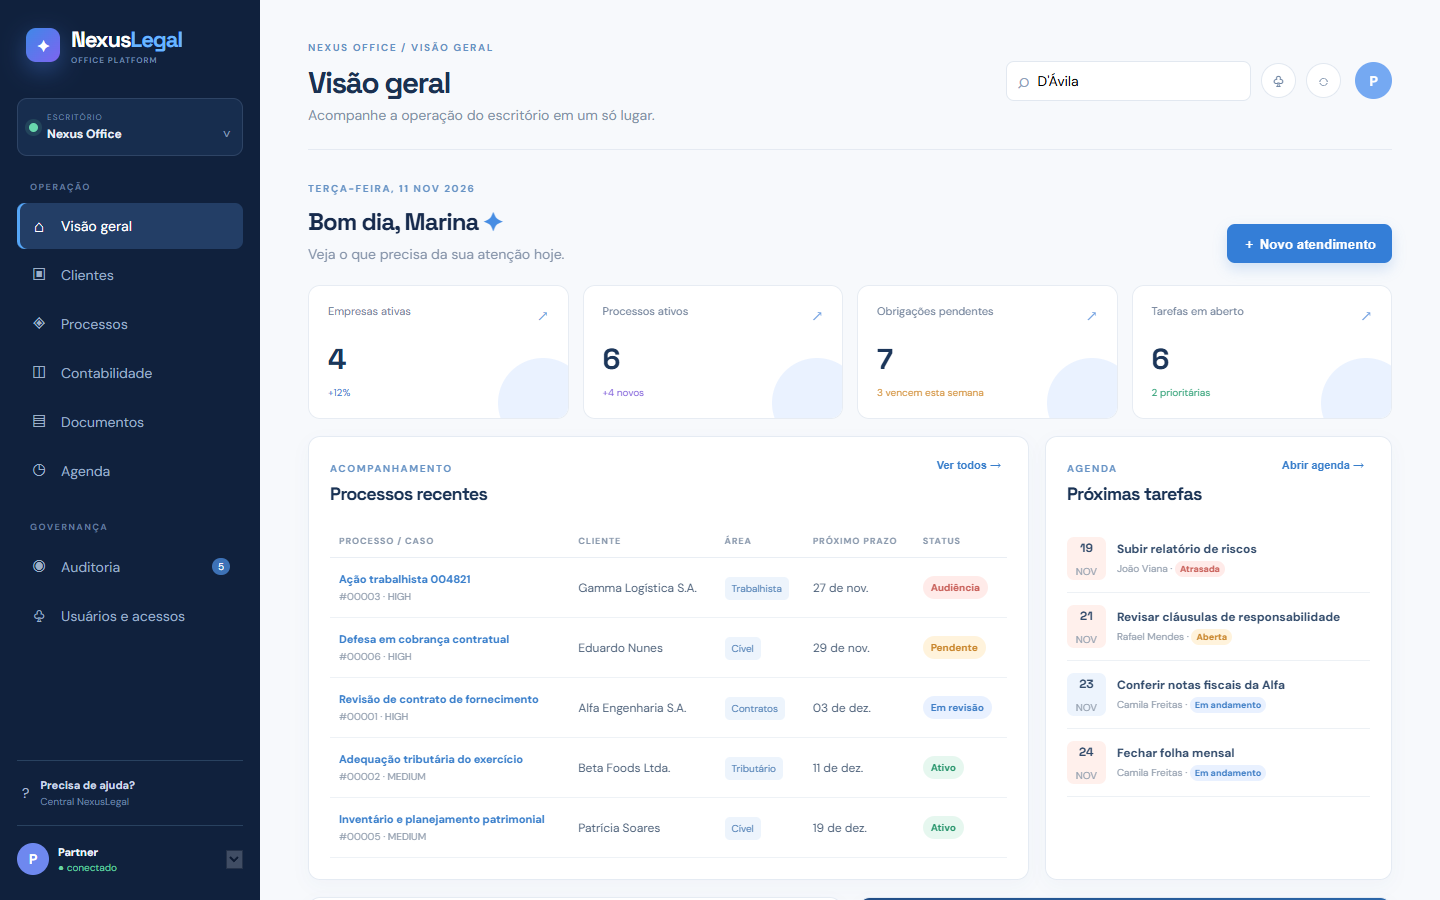 NexusLegal
OFFICE PLATFORM
ESCRITÓRIO
Nexus Office
OPERAÇÃO
Visão geral
Clientes
Processos
Contabilidade
Documentos
Agenda
GOVERNANÇA
Auditoria 5
Usuários e acessos
? Precisa de ajuda?
Central NexusLegal
P Partner
● conectado
NEXUS OFFICE / VISÃO GERAL
Visão geral
Acompanhe a operação do escritório em um só lugar.
D'Ávila
P
TERÇA-FEIRA, 11 NOV 2026
Bom dia, Marina ✦
Veja o que precisa da sua atenção hoje.
+ Novo atendimento
Empresas ativas ↗
4
+12%
Processos ativos ↗
6
+4 novos
Obrigações pendentes ↗
7
3 vencem esta semana
Tarefas em aberto ↗
6
2 prioritárias
ACOMPANHAMENTO
Processos recentes
Ver todos →
PROCESSO / CASO CLIENTE ÁREA PRÓXIMO PRAZO STATUS
Ação trabalhista 004821
#00003 · HIGH
Gamma Logística S.A. Trabalhista 27 de nov. Audiência
Defesa em cobrança contratual
#00006 · HIGH
Eduardo Nunes Cível 29 de nov. Pendente
Revisão de contrato de fornecimento
#00001 · HIGH
Alfa Engenharia S.A. Contratos 03 de dez. Em revisão
Adequação tributária do exercício
#00002 · MEDIUM
Beta Foods Ltda. Tributário 11 de dez. Ativo
Inventário e planejamento patrimonial
#00005 · MEDIUM
Patrícia Soares Cível 19 de dez. Ativo
AGENDA
Próximas tarefas
Abrir agenda →
19 NOV
Subir relatório de riscos
João Viana · Atrasada
21 NOV
Revisar cláusulas de responsabilidade
Rafael Mendes · Aberta
23 NOV
Conferir notas fiscais da Alfa
Camila Freitas · Em andamento
24 NOV
Fechar folha mensal
Camila Freitas · Em andamento